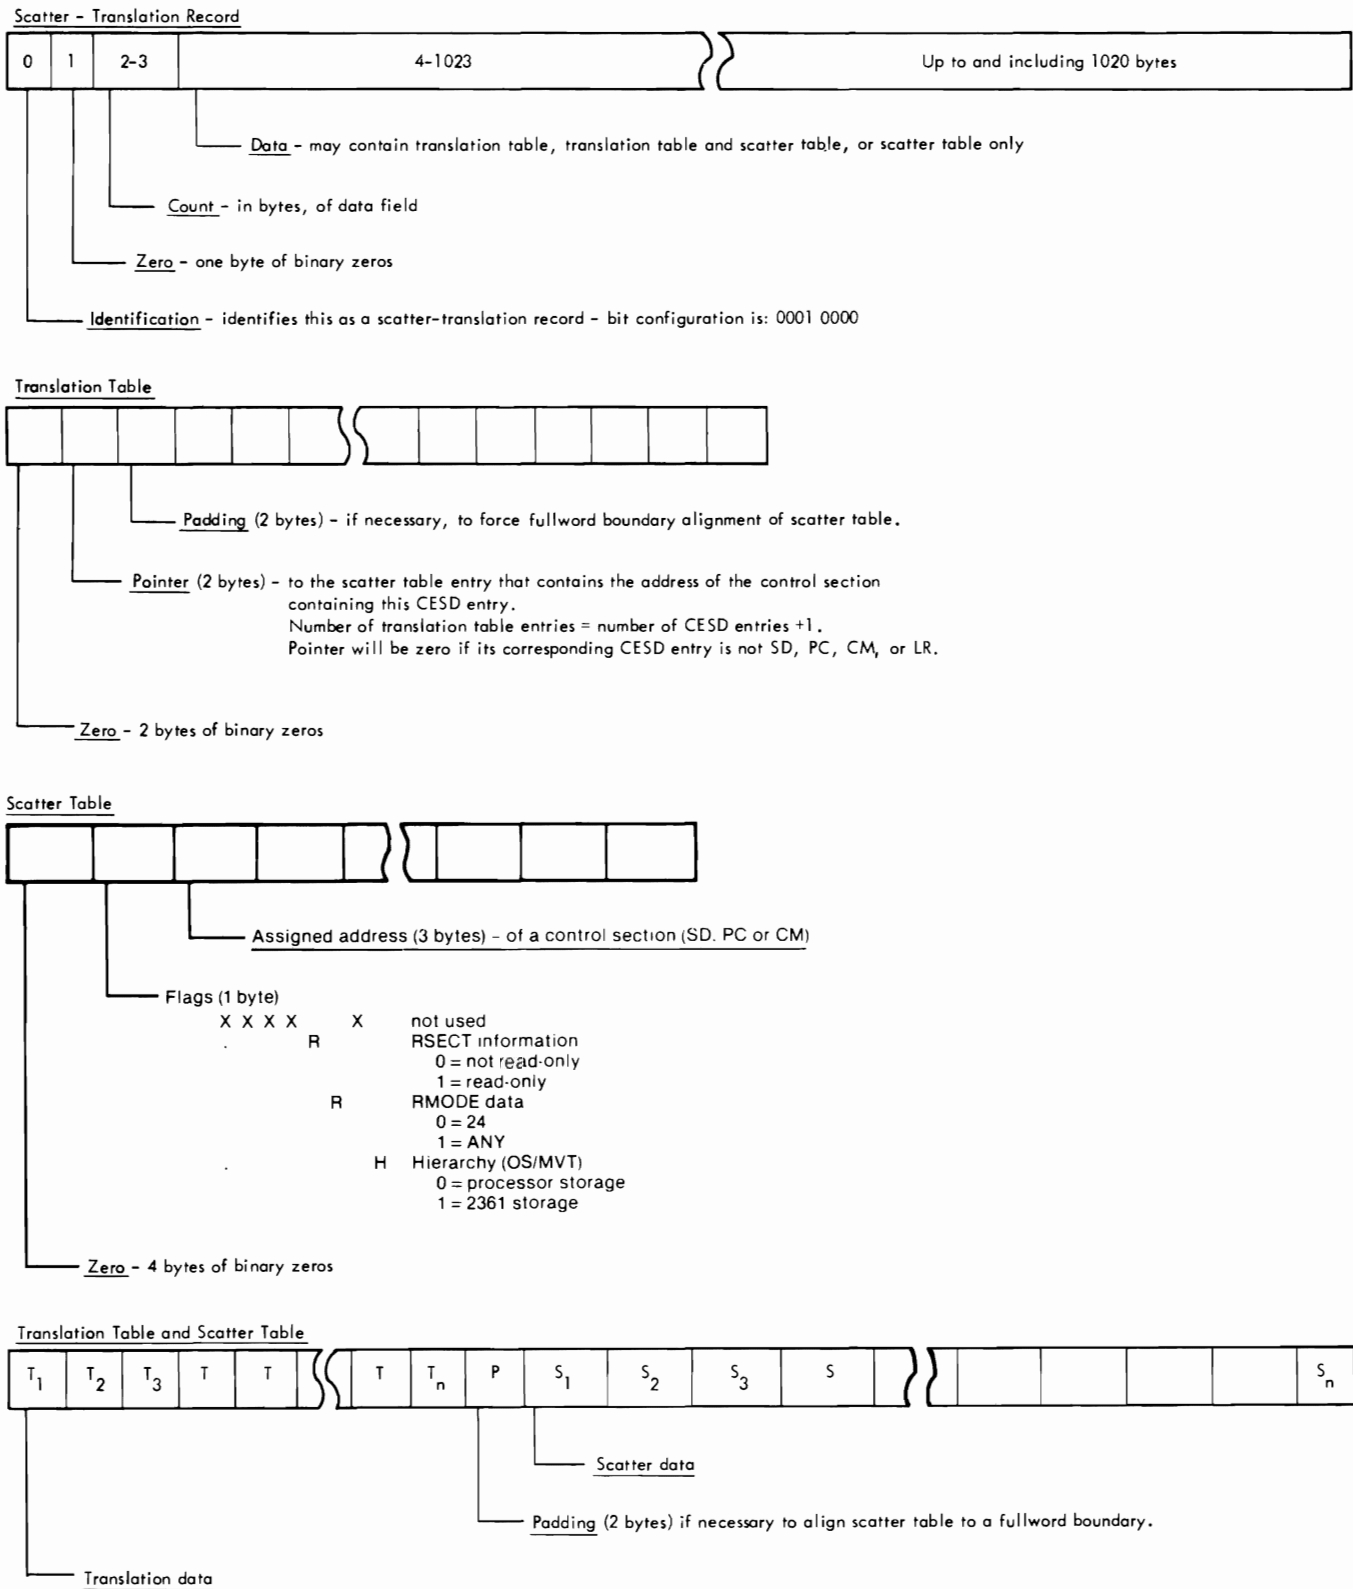 Scatter - Translation Record
0 1 2-3 4-1023 Up to and including 1020 bytes
Data - may contain translation table, translation table and scatter table, or scatter table only
Count - in bytes, of data field
Zero - one byte of binary zeros
Identification - identifies this as a scatter-translation record - bit configuration is: 0001 0000
Translation Table
Padding (2 bytes) - if necessary, to force fullword boundary alignment of scatter table.
Pointer (2 bytes) - to the scatter table entry that contains the address of the control section
containing this CESD entry.
Number of translation table entries = number of CESD entries +1.
Pointer will be zero if its corresponding CESD entry is not SD, PC, CM, or LR.
Zero - 2 bytes of binary zeros
Scatter Table
Assigned address (3 bytes) - of a control section (SD. PC or CM)
Flags (1 byte)
X X X X X not used
. R RSECT information
0 = not read-only
1 = read-only
R RMODE data
0 = 24
1 = ANY
. H Hierarchy (OS/MVT)
0 = processor storage
1 = 2361 storage
Zero - 4 bytes of binary zeros
Translation Table and Scatter Table
T1 T2 T3 T T T Tn P S1 S2 S3 S Sn
Scatter data
Padding (2 bytes) if necessary to align scatter table to a fullword boundary.
Translation data